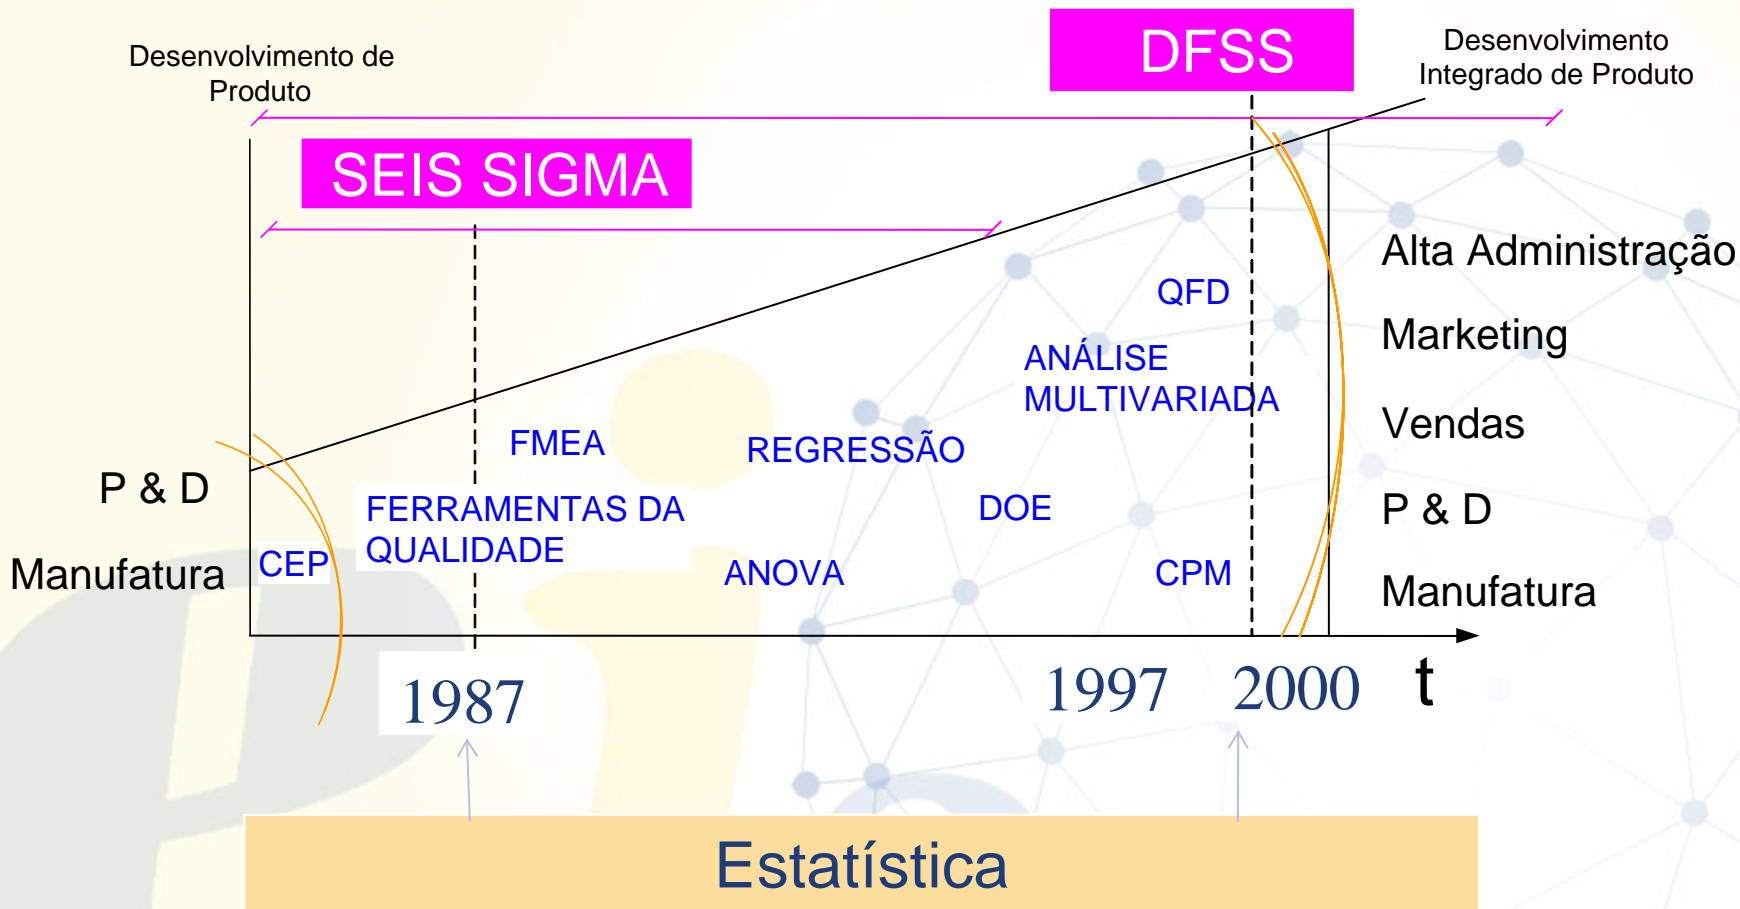 DFSS
Desenvolvimento de
Produto
Desenvolvimento
Integrado de Produto
SEIS SIGMA
Alta Administração
QFD
Marketing
ANÁLISE
MULTIVARIADA
Vendas
FMEA
REGRESSÃO
P & D
FERRAMENTAS DA
QUALIDADE
DOE
P & D
Manufatura
CEP
ANOVA
CPM
Manufatura
1987
1997
2000
t
Estatística